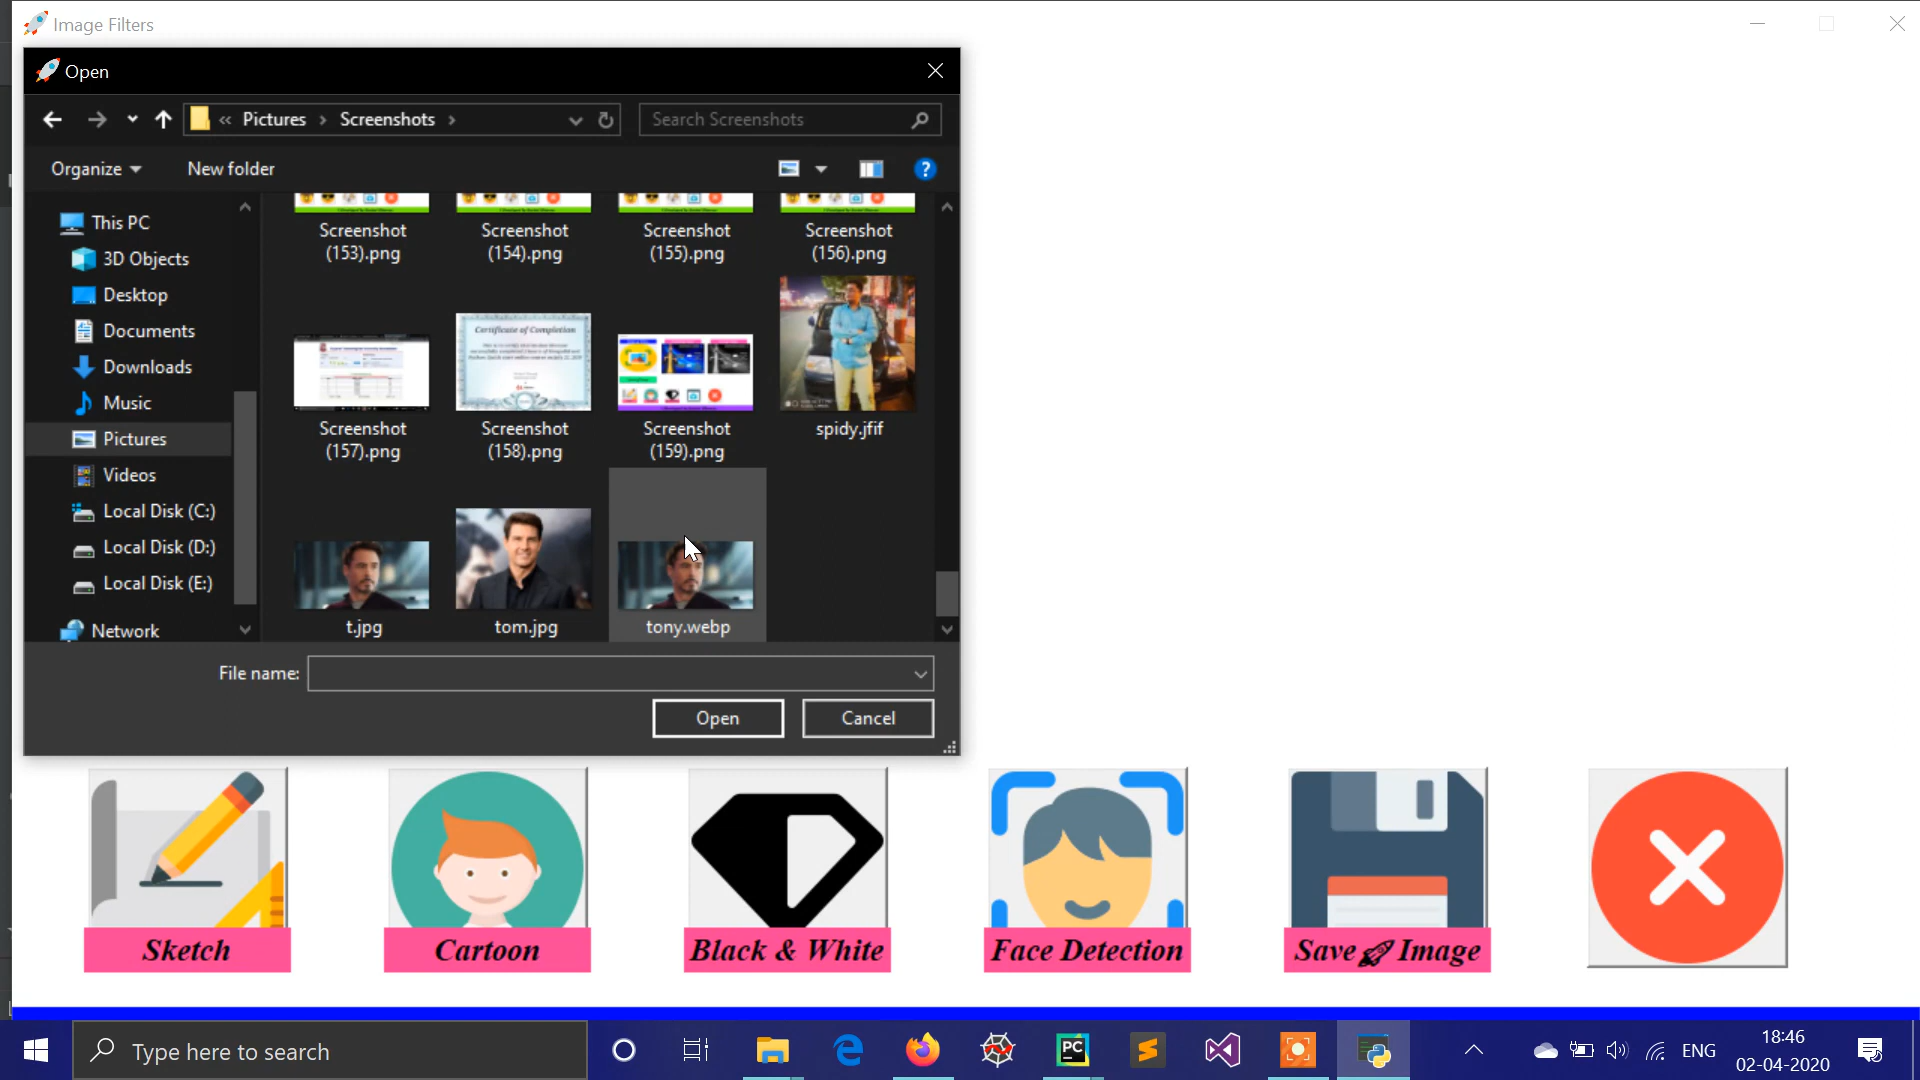 Image Filters
Open
« Pictures › Screenshots ›
Search Screenshots
Organize
New folder
This PC
3D Objects
Desktop
Documents
Downloads
Music
Pictures
Videos
Local Disk (C:)
Local Disk (D:)
Local Disk (E:)
Network
Screenshot
(153).png
Screenshot
(154).png
Screenshot
(155).png
Screenshot
(156).png
Certificate of Completion
Screenshot
(157).png
Screenshot
(158).png
Screenshot
(159).png
spidy.jfif
t.jpg
tom.jpg
tony.webp
File name:
Open
Cancel
Sketch
Cartoon
Black & White
Face Detection
Save Image
Type here to search
PC
ENG
18:46
02-04-2020